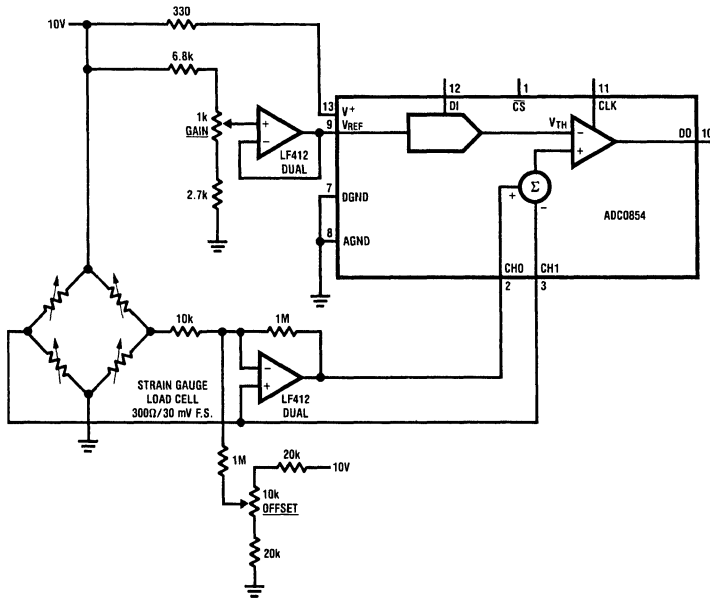 10V
330
6.8k
1k
GAIN
2.7k
+
−
LF412
DUAL
13
V+
9
VREF
7
DGND
8
AGND
12
DI
1
CS
11
CLK
VTH
−
+
DO
10
Σ
+
−
ADC0854
CH0
CH1
2
3
10k
1M
−
+
LF412
DUAL
STRAIN GAUGE
LOAD CELL
300Ω/30 mV F.S.
1M
20k
10V
10k
OFFSET
20k